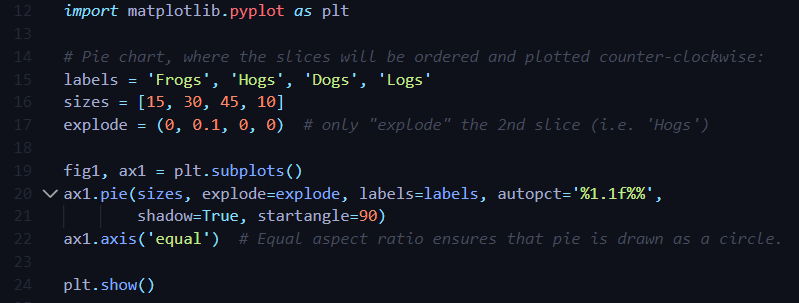 12 import matplotlib.pyplot as plt
13
14 # Pie chart, where the slices will be ordered and plotted counter-clockwise:
15 labels = 'Frogs', 'Hogs', 'Dogs', 'Logs'
16 sizes = [15, 30, 45, 10]
17 explode = (0, 0.1, 0, 0)  # only "explode" the 2nd slice (i.e. 'Hogs')
18
19 fig1, ax1 = plt.subplots()
20 ax1.pie(sizes, explode=explode, labels=labels, autopct='%1.1f%%',
21         shadow=True, startangle=90)
22 ax1.axis('equal')  # Equal aspect ratio ensures that pie is drawn as a circle.
23
24 plt.show()